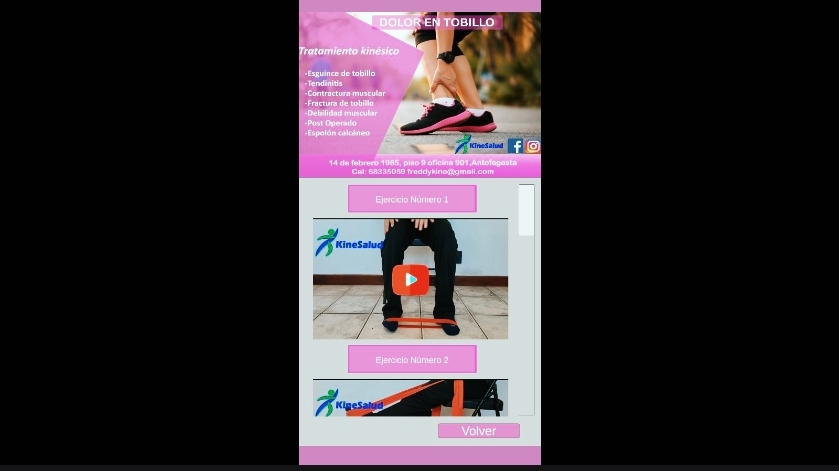 DOLOR EN TOBILLO
Tratamiento kinésico
-Esguince de tobillo
-Tendinitis
-Contractura muscular
-Fractura de tobillo
-Debilidad muscular
-Post Operado
-Espolón calcáneo
KineSalud
14 de febrero 1985, piso 9 oficina 901,Antofagasta
Cel: 68335059 freddykine@gmail.com
Ejercicio Número 1
KineSalud
Ejercicio Número 2
KineSalud
Volver